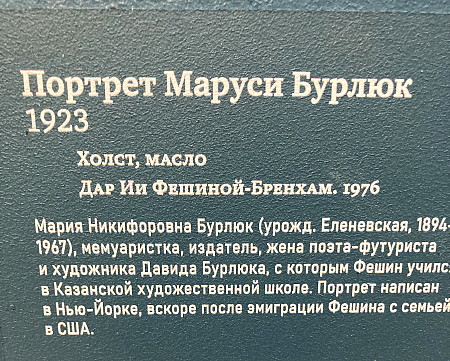 Портрет Маруси Бурлюк
1923
Холст, масло
Дар Ии Фешиной-Бренхам. 1976
Мария Никифоровна Бурлюк (урожд. Еленевская, 1894–
1967), мемуаристка, издатель, жена поэта-футуриста
и художника Давида Бурлюка, с которым Фешин учился
в Казанской художественной школе. Портрет написан
в Нью-Йорке, вскоре после эмиграции Фешина с семьей
в США.